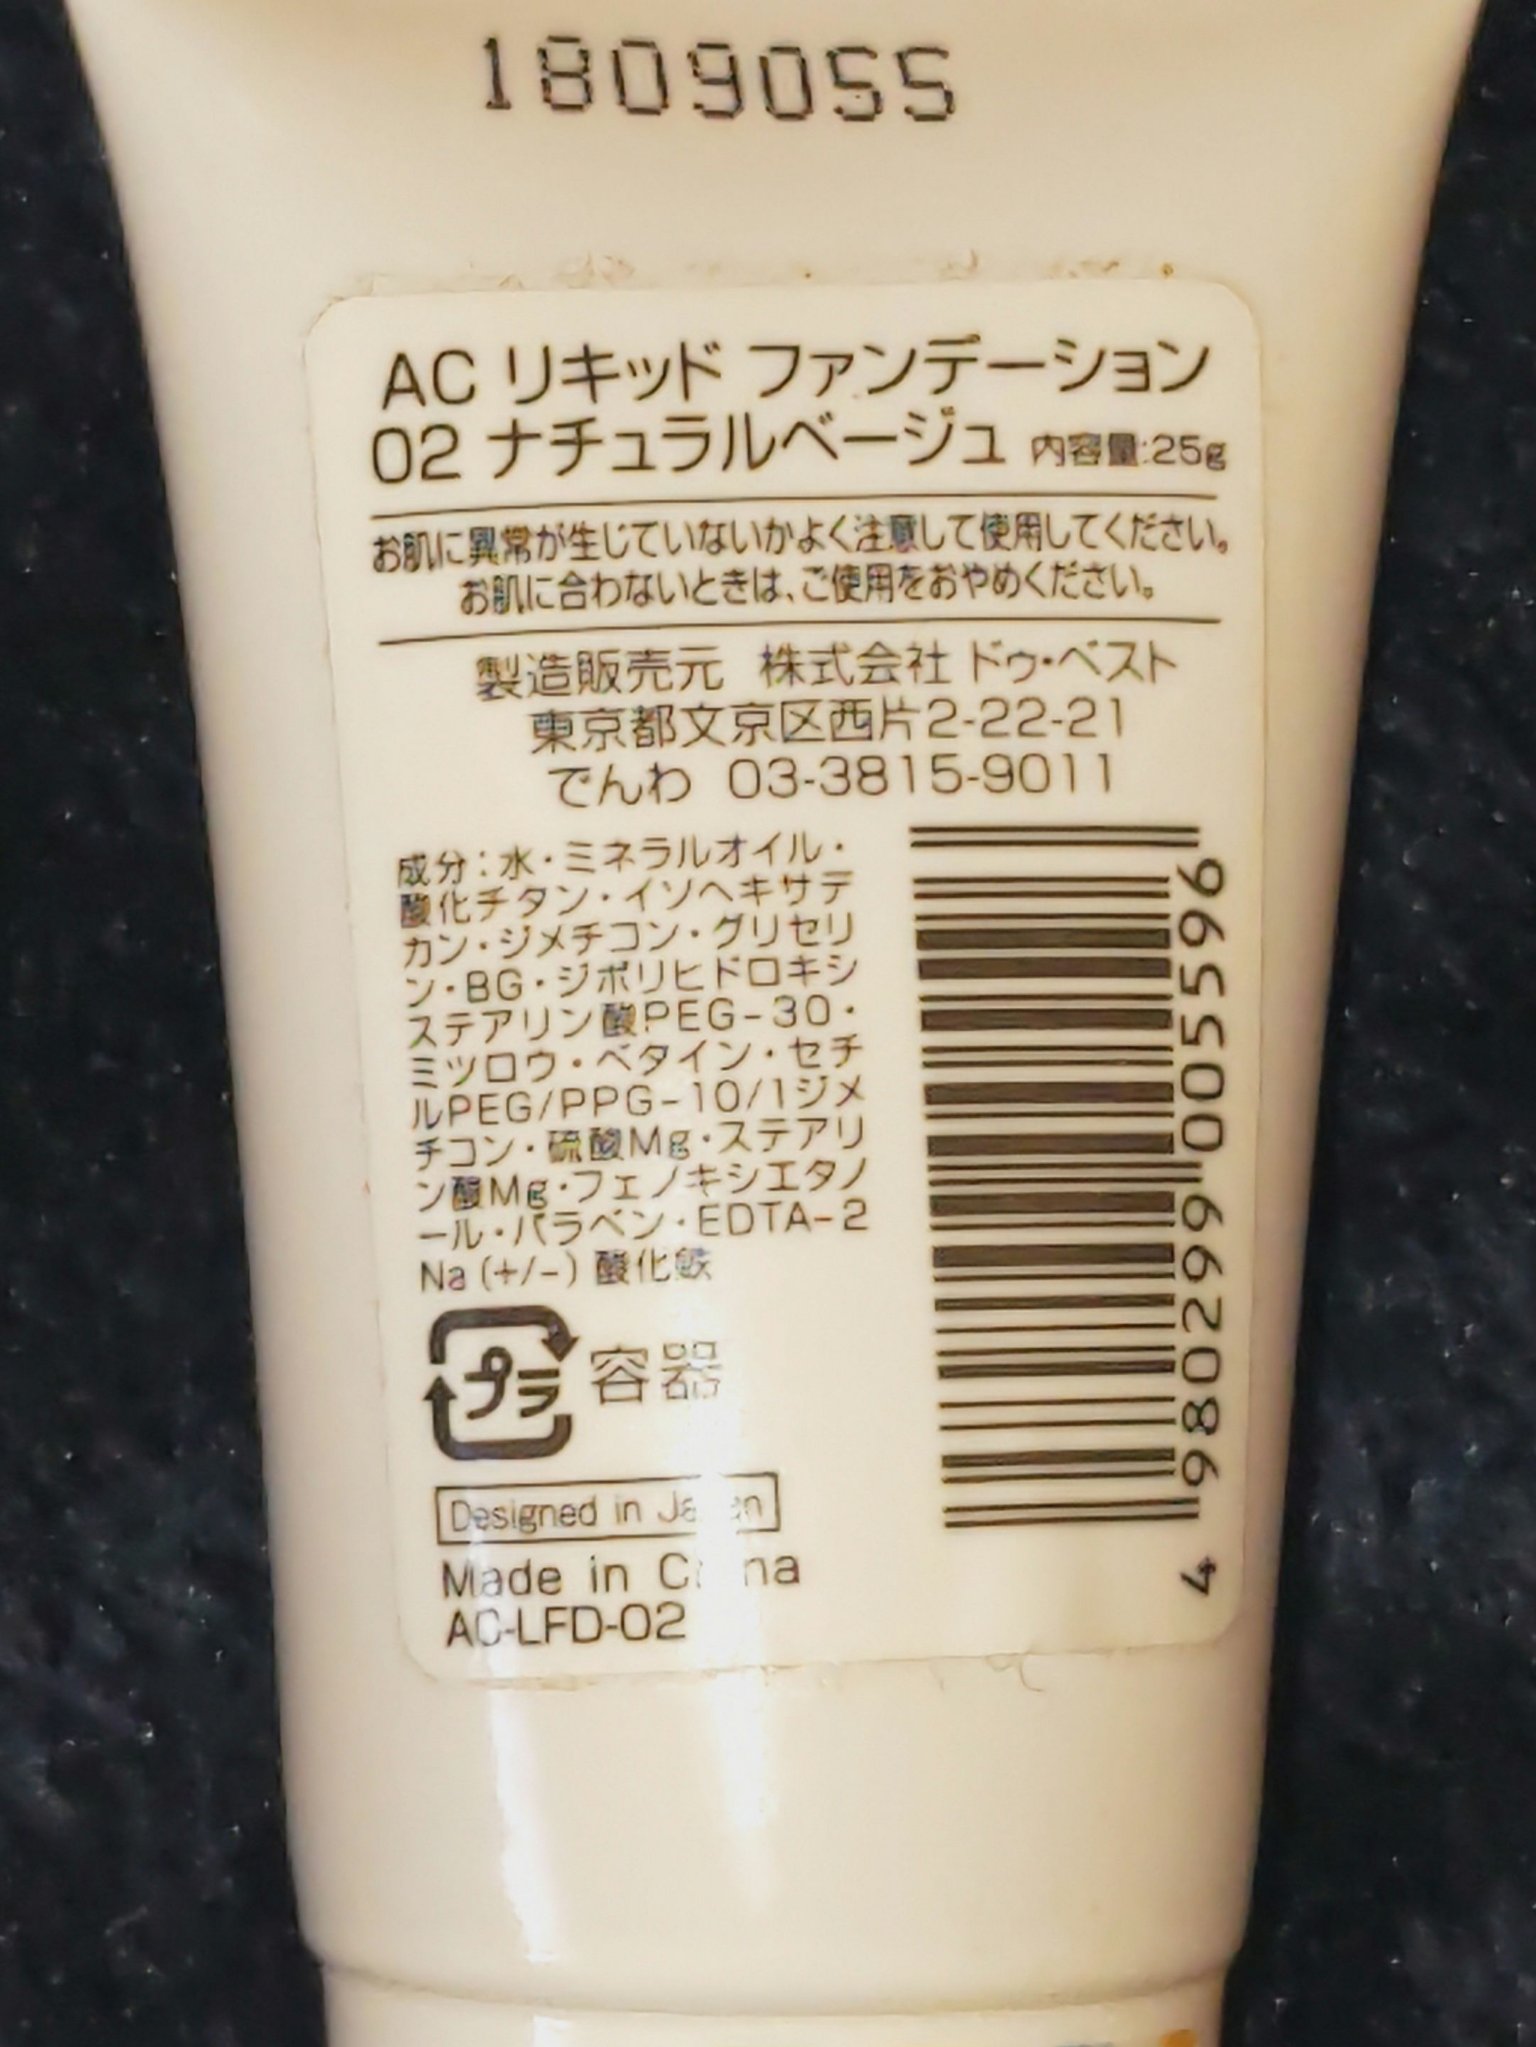 1809055
AC リキッド ファンデーション
02 ナチュラルベージュ 内容量:25g
お肌に異常が生じていないかよく注意して使用してください。
お肌に合わないときは、ご使用をおやめください。
製造販売元 株式会社 ドゥ・ベスト
東京都文京区西片2-22-21
でんわ 03-3815-9011
成分:水・ミネラルオイル・
酸化チタン・イソヘキサデ
カン・ジメチコン・グリセリ
ン・BG・ジポリヒドロキシ
ステアリン酸PEG-30・
ミツロウ・ベタイン・セチ
ルPEG/PPG-10/1ジメ
チコン・硫酸Mg・ステアリ
ン酸Mg・フェノキシエタノ
ール・パラベン・EDTA-2
Na(+/-)酸化鉄
プラ 容器
Designed in Japan
Made in China
AC-LFD-02
4 980299 005596